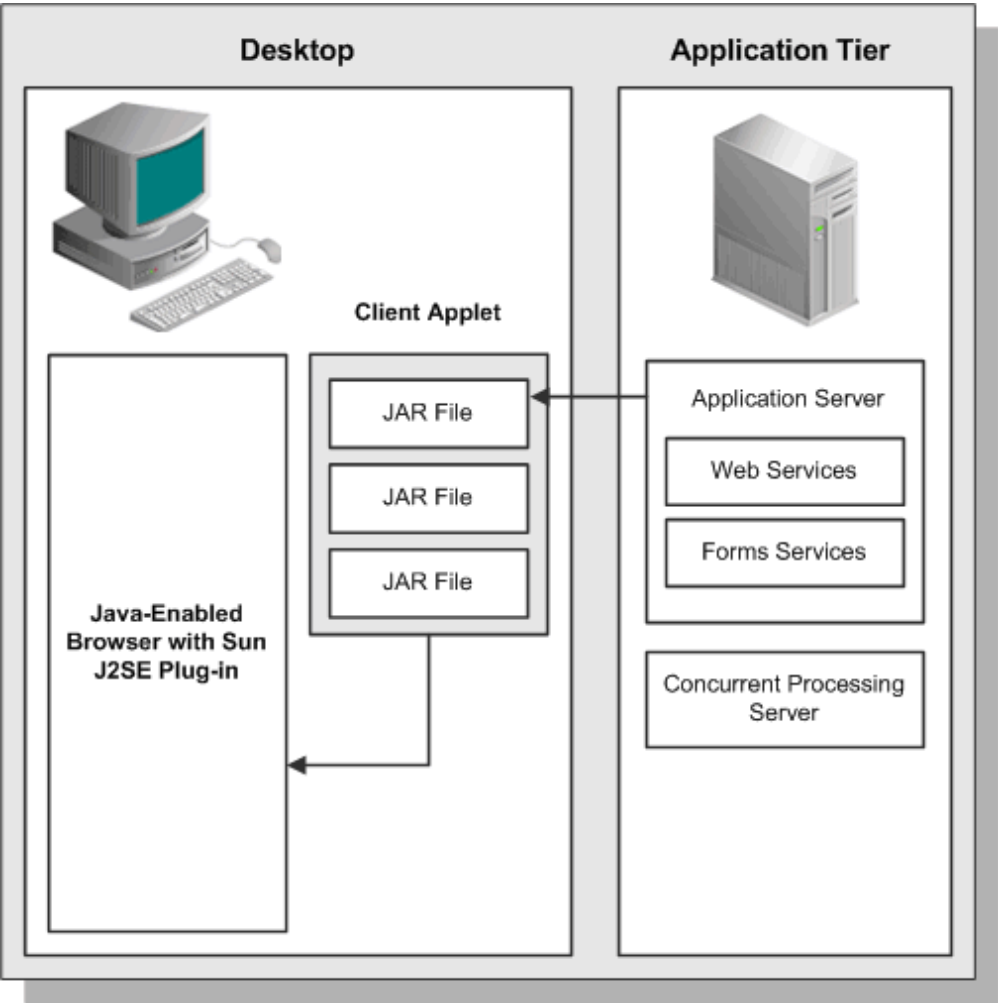 Desktop
Application Tier
Client Applet
JAR File
JAR File
JAR File
Java-Enabled
Browser with Sun
J2SE Plug-in
Application Server
Web Services
Forms Services
Concurrent Processing
Server